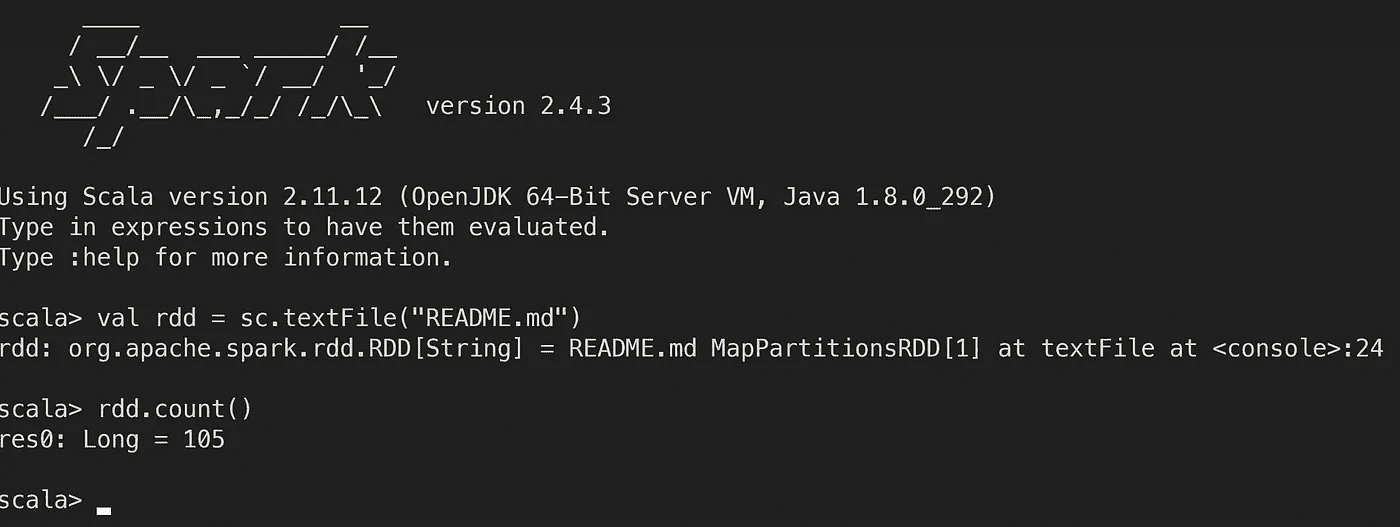 ____              __
     / __/__  ___ _____/ /__
    _\ \/ _ \/ _ `/ __/  '_/
   /___/ .__/\_,_/_/ /_/\_\   version 2.4.3
      /_/
Using Scala version 2.11.12 (OpenJDK 64-Bit Server VM, Java 1.8.0_292)
Type in expressions to have them evaluated.
Type :help for more information.
scala> val rdd = sc.textFile("README.md")
rdd: org.apache.spark.rdd.RDD[String] = README.md MapPartitionsRDD[1] at textFile at <console>:24
scala> rdd.count()
res0: Long = 105
scala>